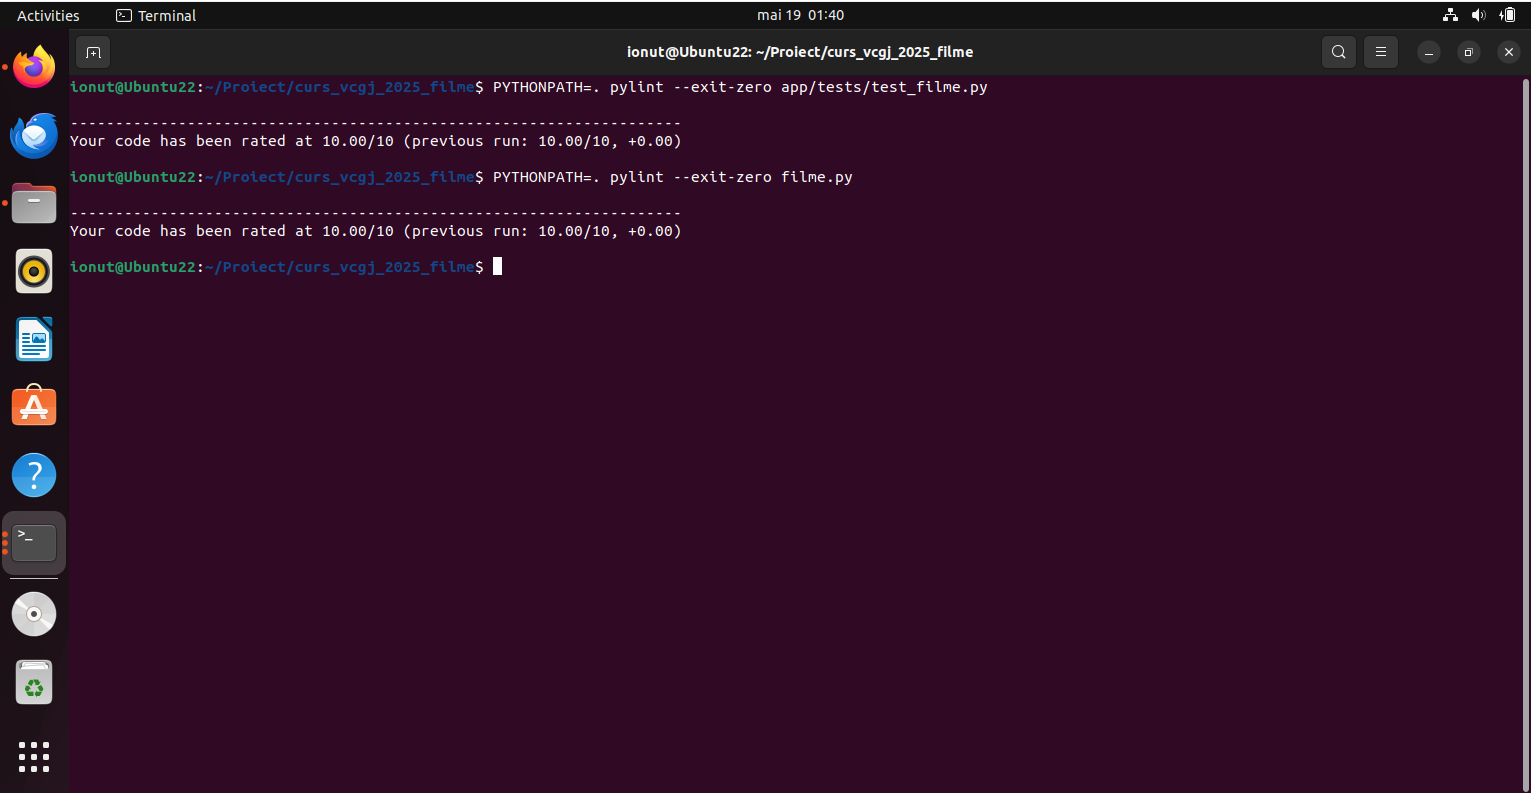 Activities Terminal mai 19 01:40
ionut@Ubuntu22: ~/Proiect/curs_vcgj_2025_filme
ionut@Ubuntu22:~/Proiect/curs_vcgj_2025_filme$ PYTHONPATH=. pylint --exit-zero app/tests/test_filme.py
--------------------------------------------------------------------
Your code has been rated at 10.00/10 (previous run: 10.00/10, +0.00)
ionut@Ubuntu22:~/Proiect/curs_vcgj_2025_filme$ PYTHONPATH=. pylint --exit-zero filme.py
--------------------------------------------------------------------
Your code has been rated at 10.00/10 (previous run: 10.00/10, +0.00)
ionut@Ubuntu22:~/Proiect/curs_vcgj_2025_filme$